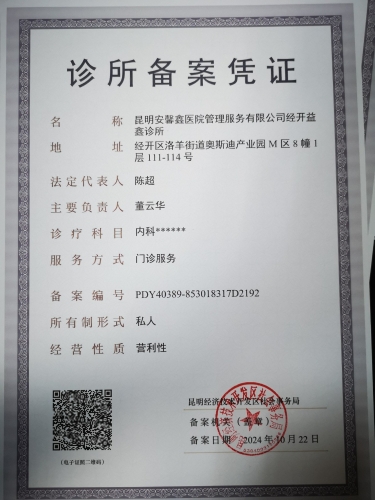 诊所备案凭证
名称 昆明安馨鑫医院管理服务有限公司经开益
鑫诊所
地址 经开区洛羊街道奥斯迪产业园M区8幢1
层111-114号
法定代表人 陈超
主要负责人 董云华
诊疗科目 内科******
服务方式 门诊服务
备案编号 PDY40389-853018317D2192
所有制形式 私人
经营性质 营利性
昆明经济技术开发区社会事务局
备案机关（盖章）
备案日期 2024年10月22日
(电子证照二维码)